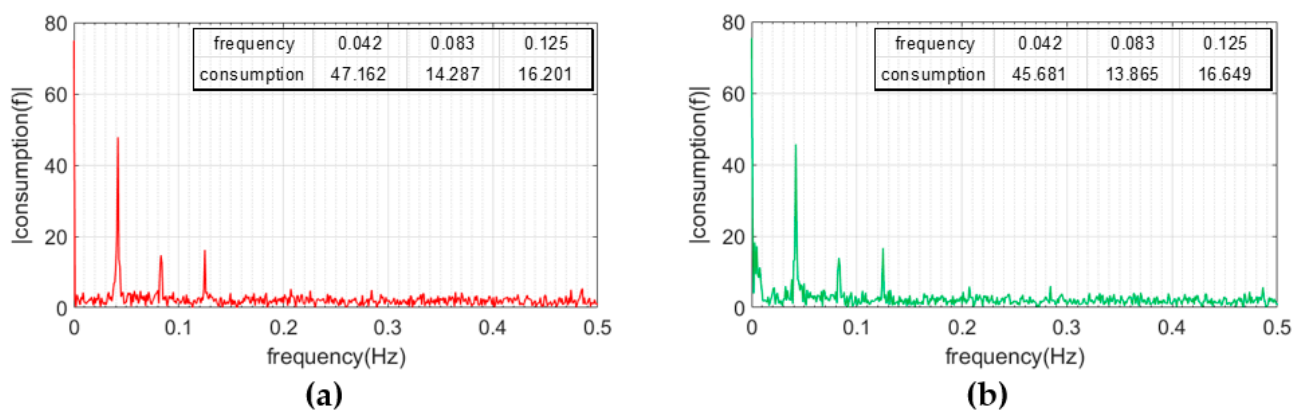 80
60
40
20
0
|consumption(f)|
frequency 0.042 0.083 0.125
consumption 47.162 14.287 16.201
0 0.1 0.2 0.3 0.4 0.5
frequency(Hz)
(a)
80
60
40
20
0
|consumption(f)|
frequency 0.042 0.083 0.125
consumption 45.681 13.865 16.649
0 0.1 0.2 0.3 0.4 0.5
frequency(Hz)
(b)